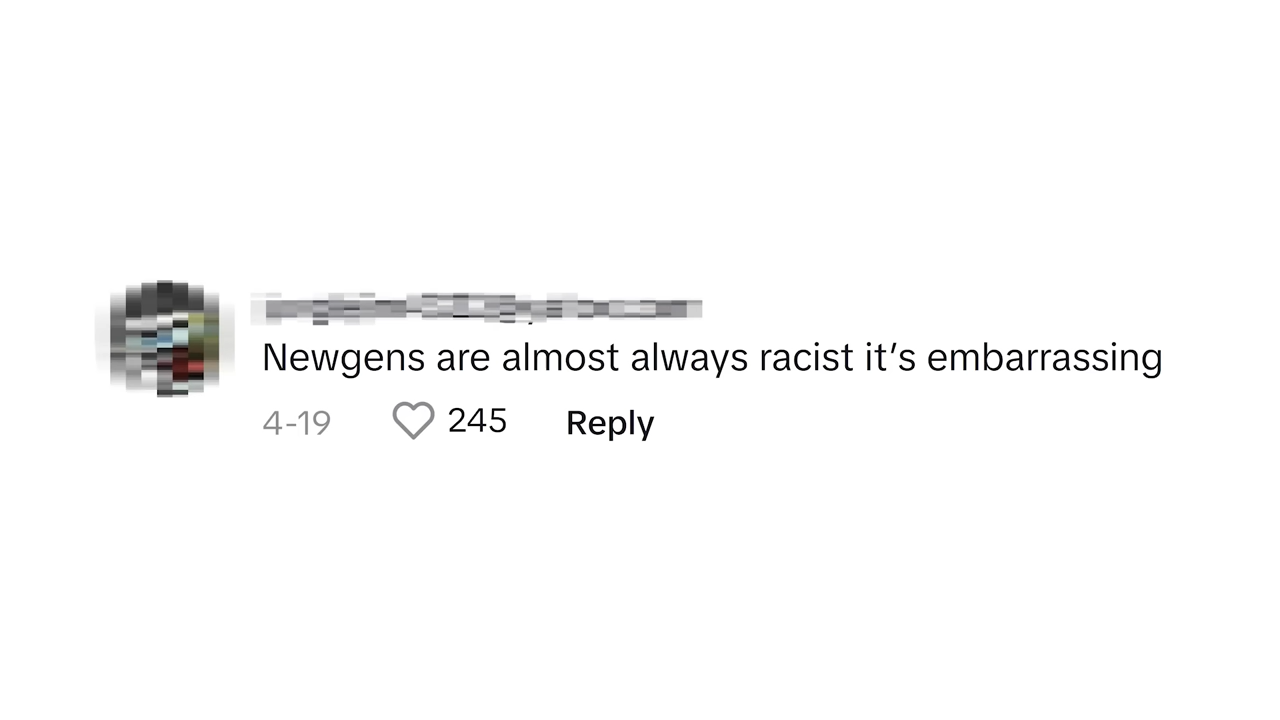 Newgens are almost always racist it’s embarrassing
4-19 245 Reply